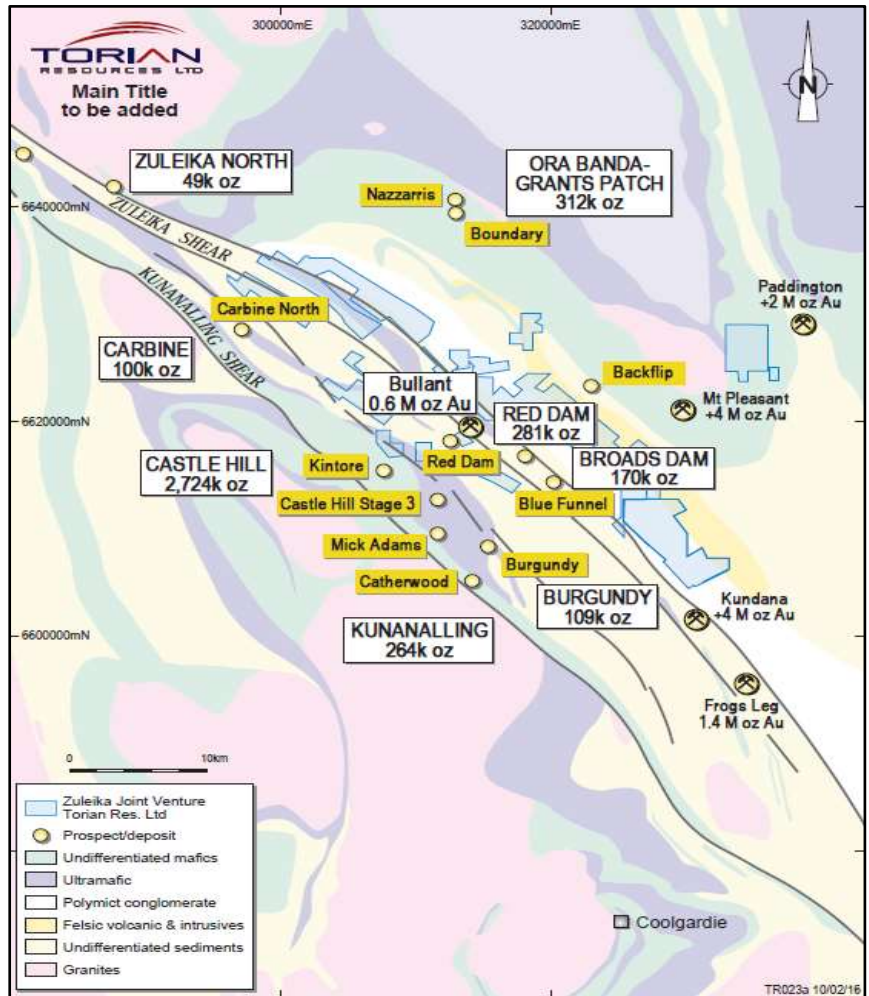 300000mE
320000mE
TORIAN
RESOURCES LTD
Main Title
to be added
N
ZULEIKA NORTH
49k oz
ORA BANDA-
GRANTS PATCH
312k oz
Nazzarris
Boundary
6640000mN
ZULEIKA SHEAR
KUNANALLING SHEAR
Carbine North
Paddington
+2 M oz Au
CARBINE
100k oz
Bullant
0.6 M oz Au
Backflip
Mt Pleasant
+4 M oz Au
6620000mN
RED DAM
281k oz
CASTLE HILL
2,724k oz
Kintore
Red Dam
BROADS DAM
170k oz
Castle Hill Stage 3
Blue Funnel
Mick Adams
Burgundy
Catherwood
BURGUNDY
109k oz
Kundana
+4 M oz Au
KUNANALLING
264k oz
6600000mN
Frogs Leg
1.4 M oz Au
0
10km
Zuleika Joint Venture
Torian Res. Ltd
Prospect/deposit
Undifferentiated mafics
Ultramafic
Polymict conglomerate
Felsic volcanic & intrusives
Undifferentiated sediments
Granites
Coolgardie
TR023a 10/02/16